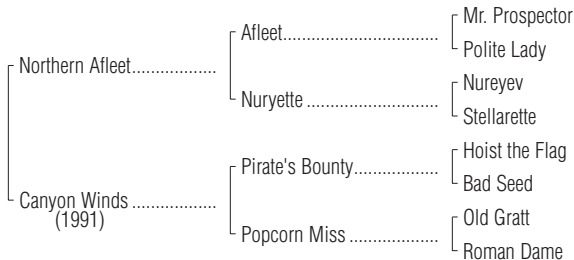 Mr. Prospector
Afleet
Polite Lady
Northern Afleet
Nureyev
Nuryette
Stellarette
Hoist the Flag
Pirate's Bounty
Bad Seed
Canyon Winds
(1991)
Old Gratt
Popcorn Miss
Roman Dame